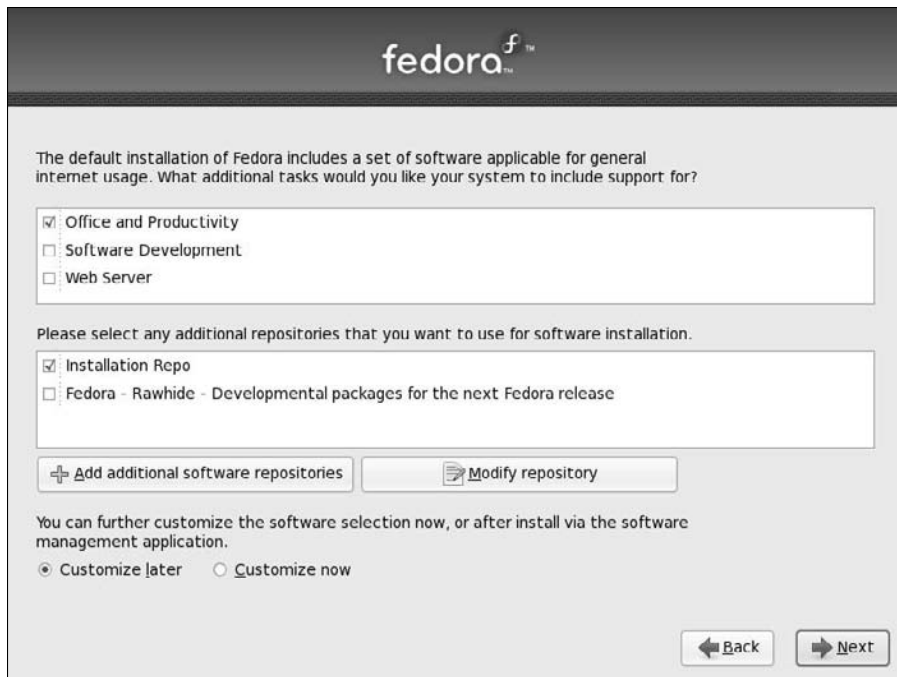 fedora f ™
™
The default installation of Fedora includes a set of software applicable for general
internet usage. What additional tasks would you like your system to include support for?
Office and Productivity
Software Development
Web Server
Please select any additional repositories that you want to use for software installation.
Installation Repo
Fedora - Rawhide - Developmental packages for the next Fedora release
Add additional software repositories
Modify repository
You can further customize the software selection now, or after install via the software
management application.
Customize later
Customize now
Back
Next